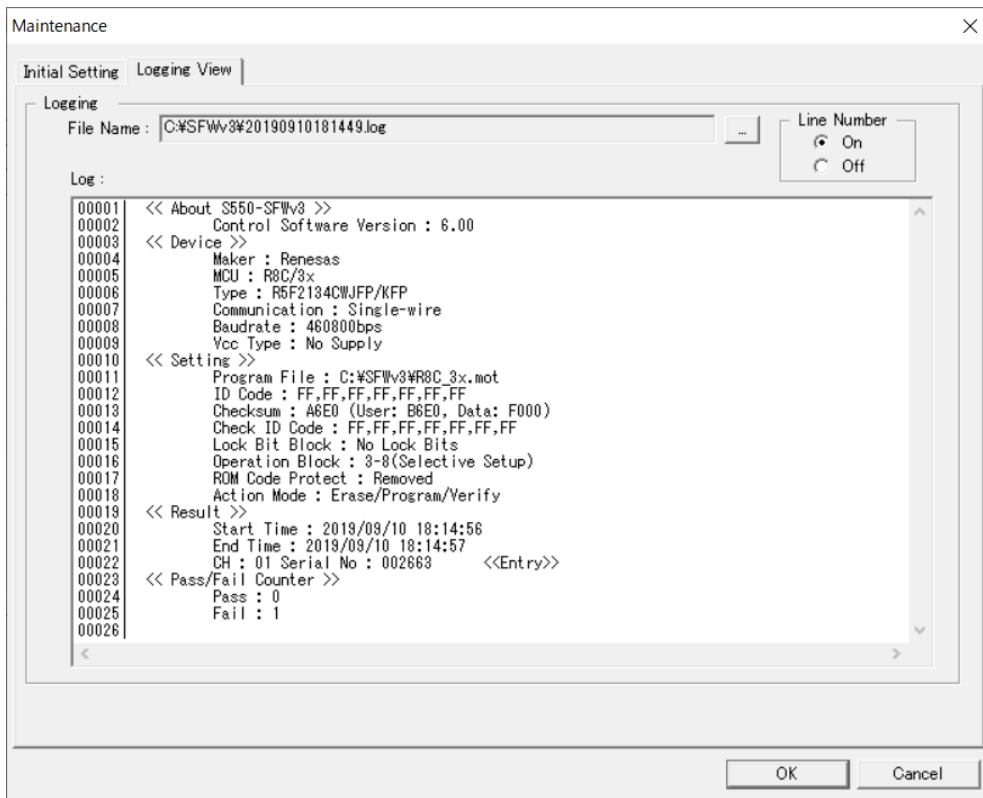 Maintenance
Initial Setting
Logging View
Logging
File Name : C:¥SFWv3¥20190910181449.log
...
Line Number
On
Off
Log :
00001 << About S550-SFWv3 >>
00002 Control Software Version : 6.00
00003 << Device >>
00004 Maker : Renesas
00005 MCU : R8C/3x
00006 Type : R5F2134CWJFP/KFP
00007 Communication : Single-wire
00008 Baudrate : 460800bps
00009 Vcc Type : No Supply
00010 << Setting >>
00011 Program File : C:¥SFWv3¥R8C_3x.mot
00012 ID Code : FF,FF,FF,FF,FF,FF,FF
00013 Checksum : A6E0 (User: B6E0, Data: F000)
00014 Check ID Code : FF,FF,FF,FF,FF,FF,FF
00015 Lock Bit Block : No Lock Bits
00016 Operation Block : 3-8(Selective Setup)
00017 ROM Code Protect : Removed
00018 Action Mode : Erase/Program/Verify
00019 << Result >>
00020 Start Time : 2019/09/10 18:14:56
00021 End Time : 2019/09/10 18:14:57
00022 CH : 01 Serial No : 002663 <<Entry>>
00023 << Pass/Fail Counter >>
00024 Pass : 0
00025 Fail : 1
00026
OK
Cancel